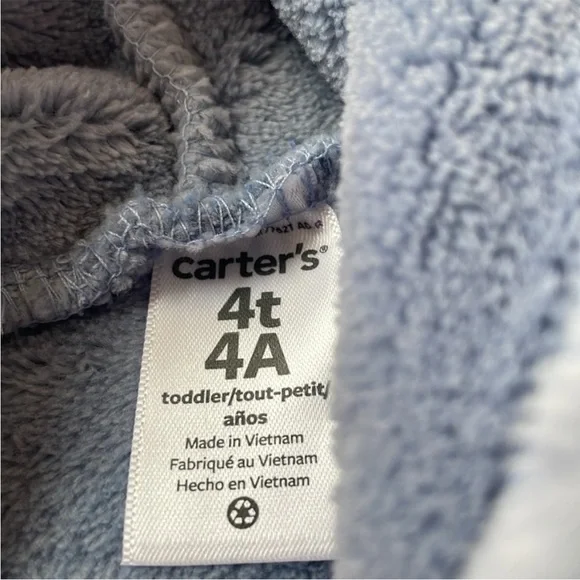 carter's®
4t
4A
toddler/tout-petit/
años
Made in Vietnam
Fabriqué au Vietnam
Hecho en Vietnam